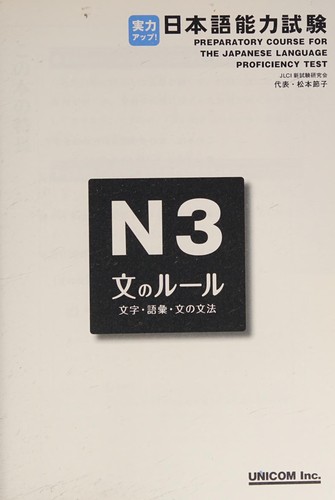 実力
アップ!
日本語能力試験
PREPARATORY COURSE FOR
THE JAPANESE LANGUAGE
PROFICIENCY TEST
JLCI 新試験研究会
代表・松本節子
N3
文のルール
文字・語彙・文の文法
UNICOM Inc.